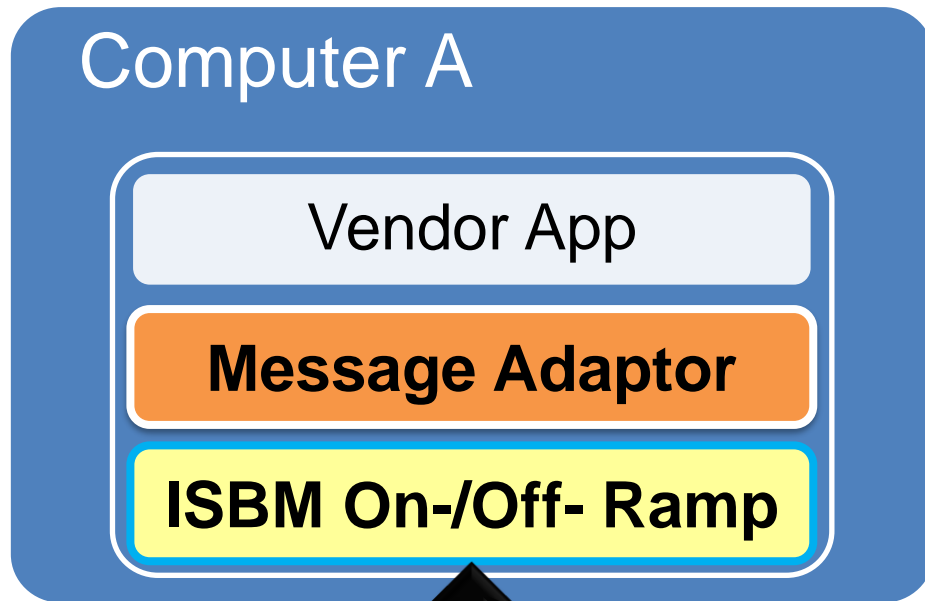 Computer A
Vendor App
Message Adaptor
ISBM On-/Off- Ramp